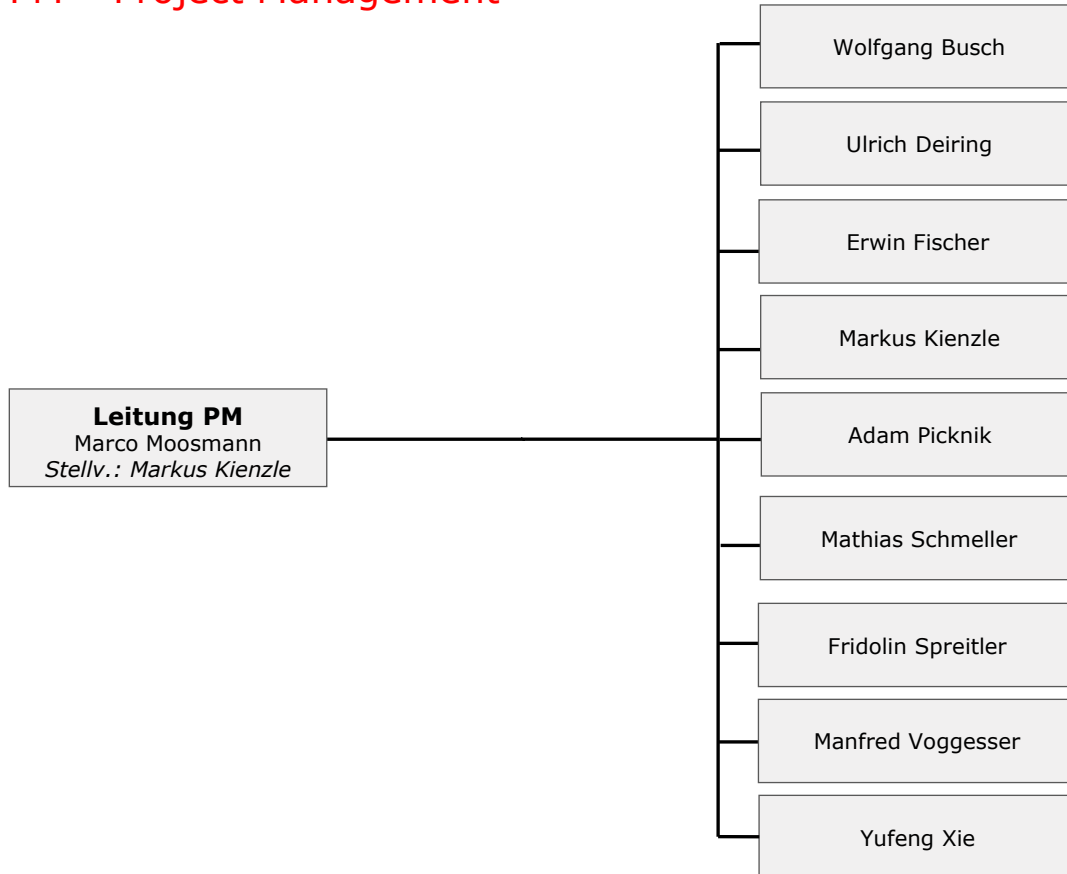 PM – Project Management
Wolfgang Busch
Ulrich Deiring
Erwin Fischer
Markus Kienzle
Leitung PM
Marco Moosmann
Stellv.: Markus Kienzle
Adam Picknik
Mathias Schmeller
Fridolin Spreitler
Manfred Voggesser
Yufeng Xie